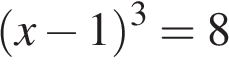 (x − 1)³ = 8